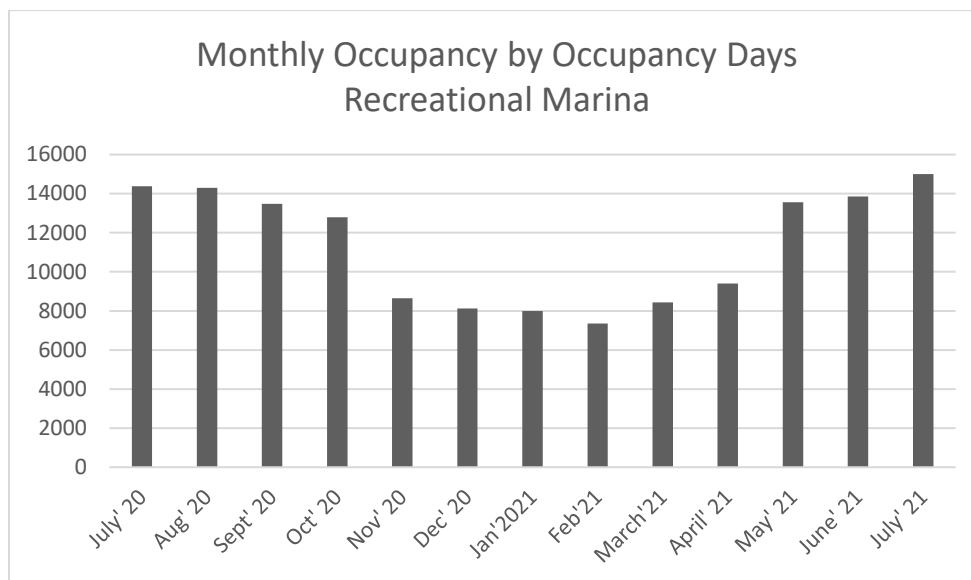 Monthly Occupancy by Occupancy Days
Recreational Marina
16000
14000
12000
10000
8000
6000
4000
2000
0
July' 20
Aug' 20
Sept' 20
Oct' 20
Nov' 20
Dec' 20
Jan'2021
Feb'21
March'21
April' 21
May' 21
June' 21
July' 21